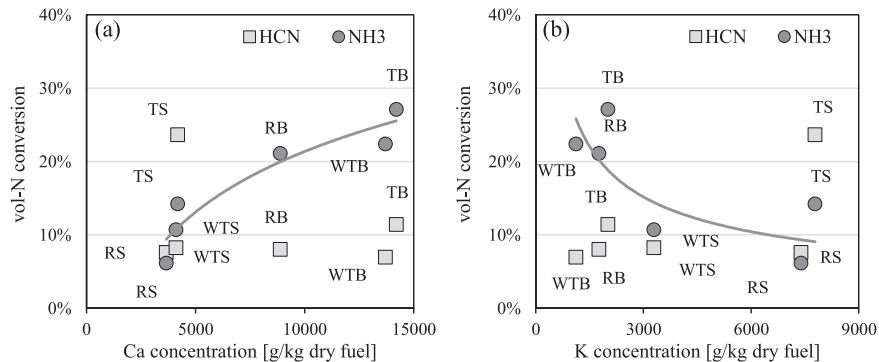 (a)
HCN
NH3
40%
30%
20%
10%
0%
vol-N conversion
TS
TS
RS
RS
WTS
WTS
RB
RB
TB
WTB
TB
WTB
0
5000
10000
15000
Ca concentration [g/kg dry fuel]
(b)
HCN
NH3
40%
30%
20%
10%
0%
vol-N conversion
TB
RB
WTB
TB
WTB
RB
WTS
WTS
TS
TS
RS
RS
0
3000
6000
9000
K concentration [g/kg dry fuel]